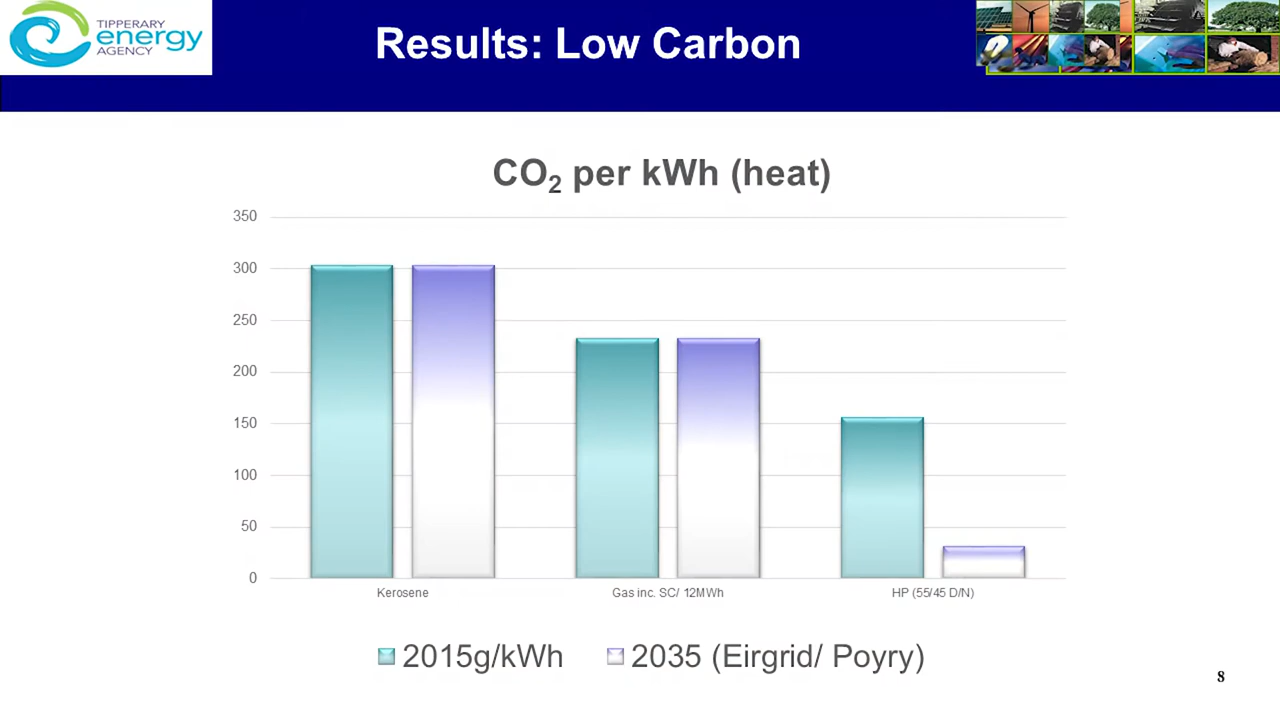 TIPPERARY
energy
AGENCY
Results: Low Carbon
CO₂ per kWh (heat)
350
300
250
200
150
100
50
0
Kerosene
Gas inc. SC/ 12MWh
HP (55/45 D/N)
2015g/kWh
2035 (Eirgrid/ Poyry)
8